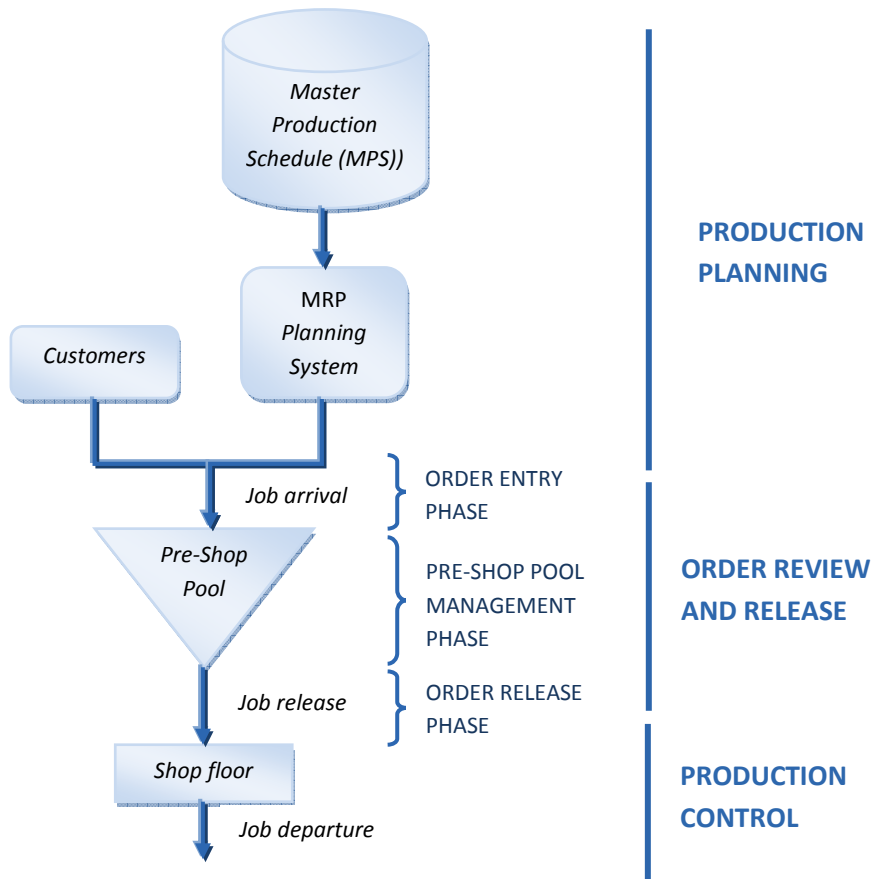 Master
Production
Schedule (MPS))
PRODUCTION
PLANNING
MRP
Planning
System
Customers
Job arrival
ORDER ENTRY
PHASE
Pre-Shop
Pool
PRE-SHOP POOL
MANAGEMENT
PHASE
ORDER REVIEW
AND RELEASE
Job release
ORDER RELEASE
PHASE
Shop floor
PRODUCTION
CONTROL
Job departure